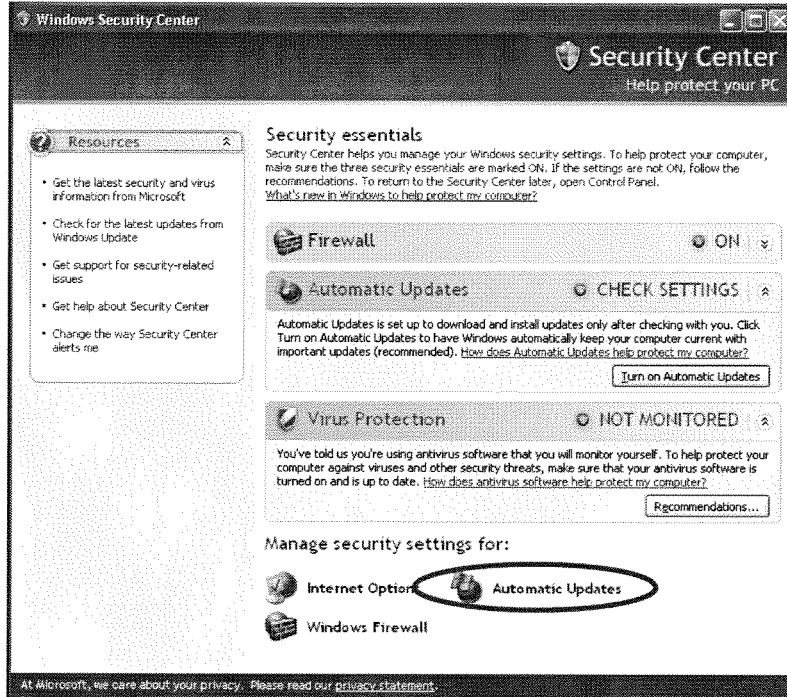 Windows Security Center
Security Center
Help protect your PC
Resources
• Get the latest security and virus
information from Microsoft
• Check for the latest updates from
Windows Update
• Get support for security-related
issues
• Get help about Security Center
• Change the way Security Center
alerts me
Security essentials
Security Center helps you manage your Windows security settings. To help protect your computer,
make sure the three security essentials are marked ON. If the settings are not ON, follow the
recommendations. To return to the Security Center later, open Control Panel.
What's new in Windows to help protect my computer?
Firewall ON
Automatic Updates CHECK SETTINGS
Automatic Updates is set up to download and install updates only after checking with you. Click
Turn on Automatic Updates to have Windows automatically keep your computer current with
important updates (recommended). How does Automatic Updates help protect my computer?
Turn on Automatic Updates
Virus Protection NOT MONITORED
You've told us you're using antivirus software that you will monitor yourself. To help protect your
computer against viruses and other security threats, make sure that your antivirus software is
turned on and is up to date. How does antivirus software help protect my computer?
Recommendations...
Manage security settings for:
Internet Option Automatic Updates
Windows Firewall
At Microsoft, we care about your privacy. Please read our privacy statement.